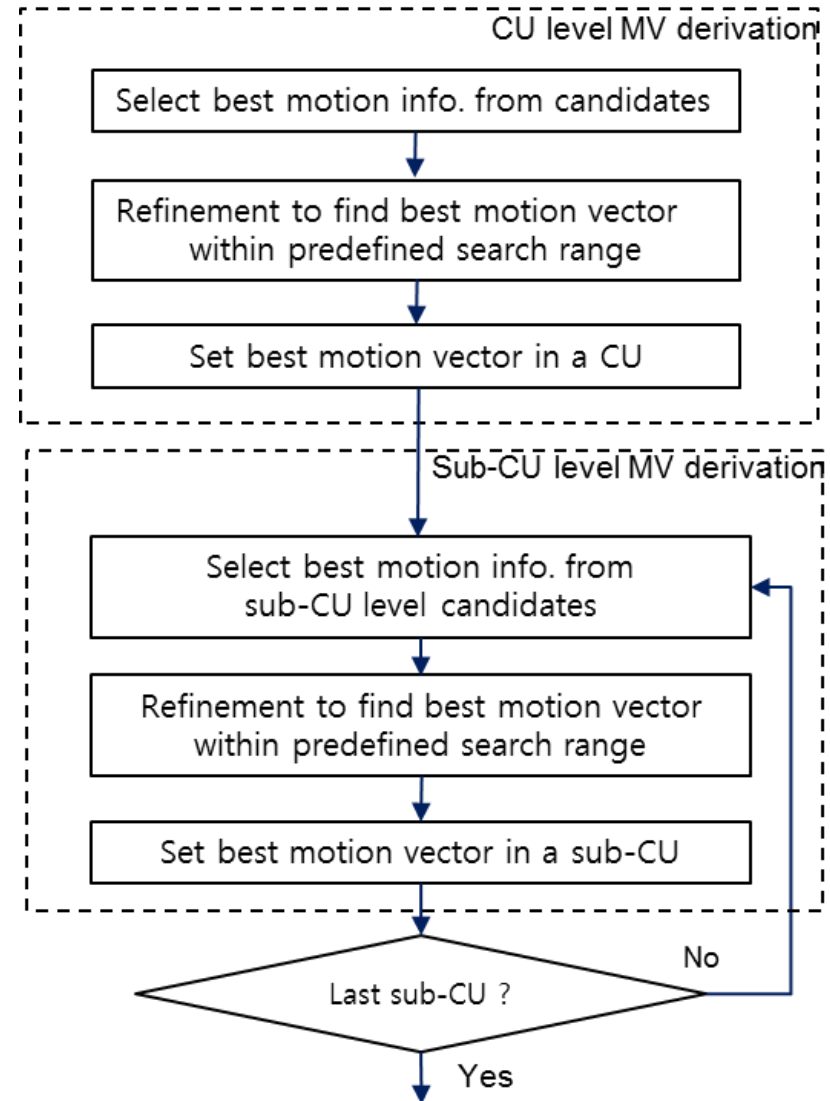 CU level MV derivation
Select best motion info. from candidates
Refinement to find best motion vector
within predefined search range
Set best motion vector in a CU
Sub-CU level MV derivation
Select best motion info. from
sub-CU level candidates
Refinement to find best motion vector
within predefined search range
Set best motion vector in a sub-CU
No
Last sub-CU ?
Yes